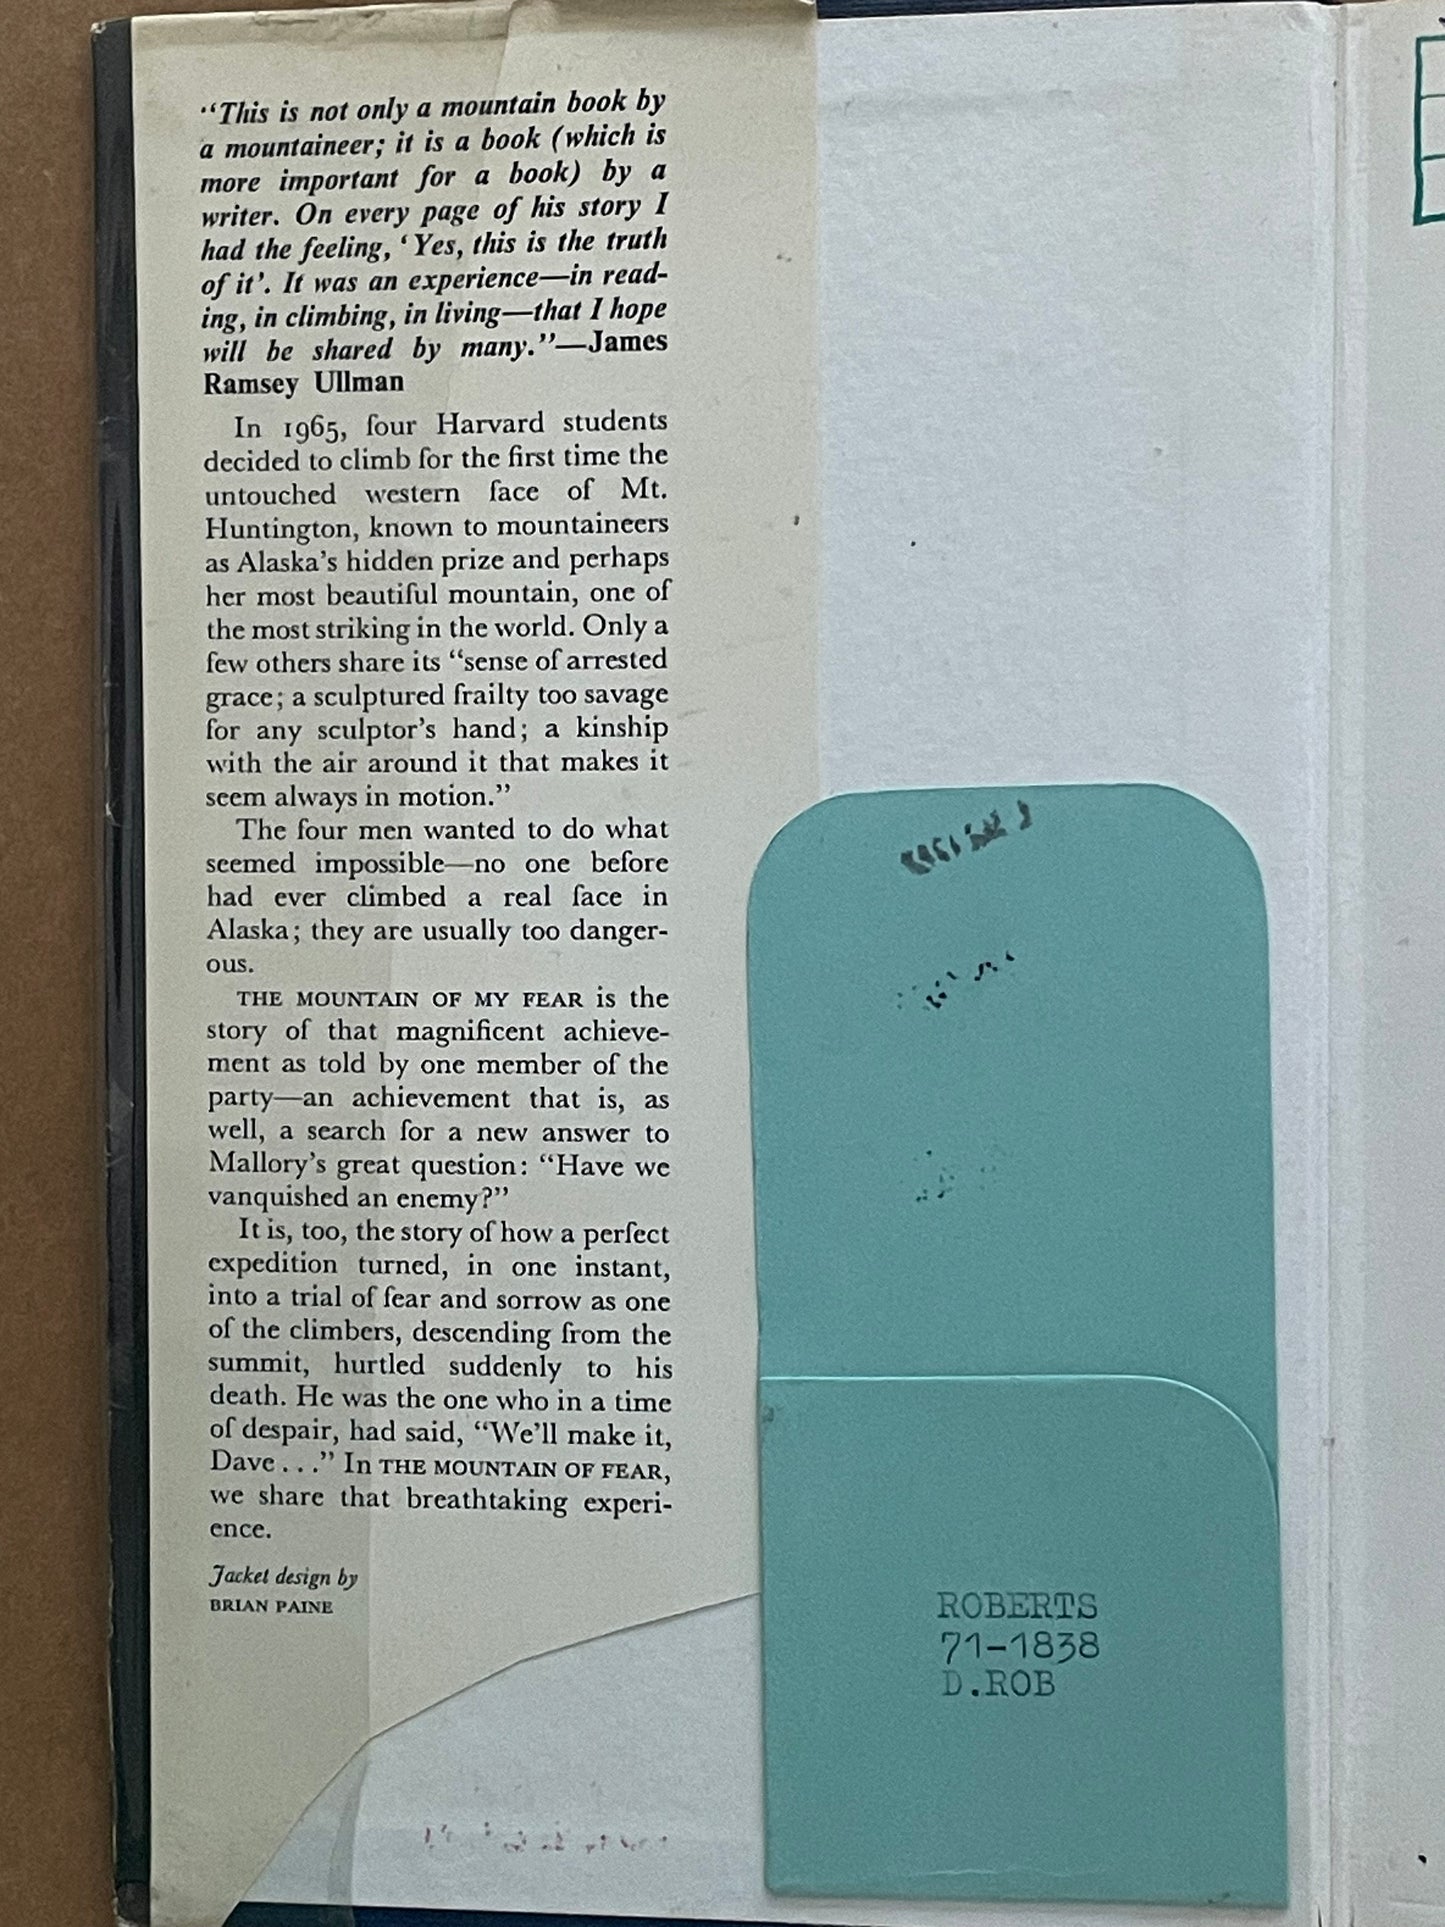 "This is not only a mountain book by
a mountaineer; it is a book (which is
more important for a book) by a
writer. On every page of his story I
had the feeling, 'Yes, this is the truth
of it'. It was an experience—in read-
ing, in climbing, in living—that I hope
will be shared by many."—James
Ramsey Ullman
In 1965, four Harvard students
decided to climb for the first time the
untouched western face of Mt.
Huntington, known to mountaineers
as Alaska's hidden prize and perhaps
her most beautiful mountain, one of
the most striking in the world. Only a
few others share its "sense of arrested
grace; a sculptured frailty too savage
for any sculptor's hand; a kinship
with the air around it that makes it
seem always in motion."
The four men wanted to do what
seemed impossible—no one before
had ever climbed a real face in
Alaska; they are usually too danger-
ous.
THE MOUNTAIN OF MY FEAR is the
story of that magnificent achieve-
ment as told by one member of the
party—an achievement that is, as
well, a search for a new answer to
Mallory's great question: "Have we
vanquished an enemy?"
It is, too, the story of how a perfect
expedition turned, in one instant,
into a trial of fear and sorrow as one
of the climbers, descending from the
summit, hurtled suddenly to his
death. He was the one who in a time
of despair, had said, "We'll make it,
Dave . . ." In THE MOUNTAIN OF FEAR,
we share that breathtaking experi-
ence.
Jacket design by
BRIAN PAINE
ROBERTS
71-1838
D.ROB